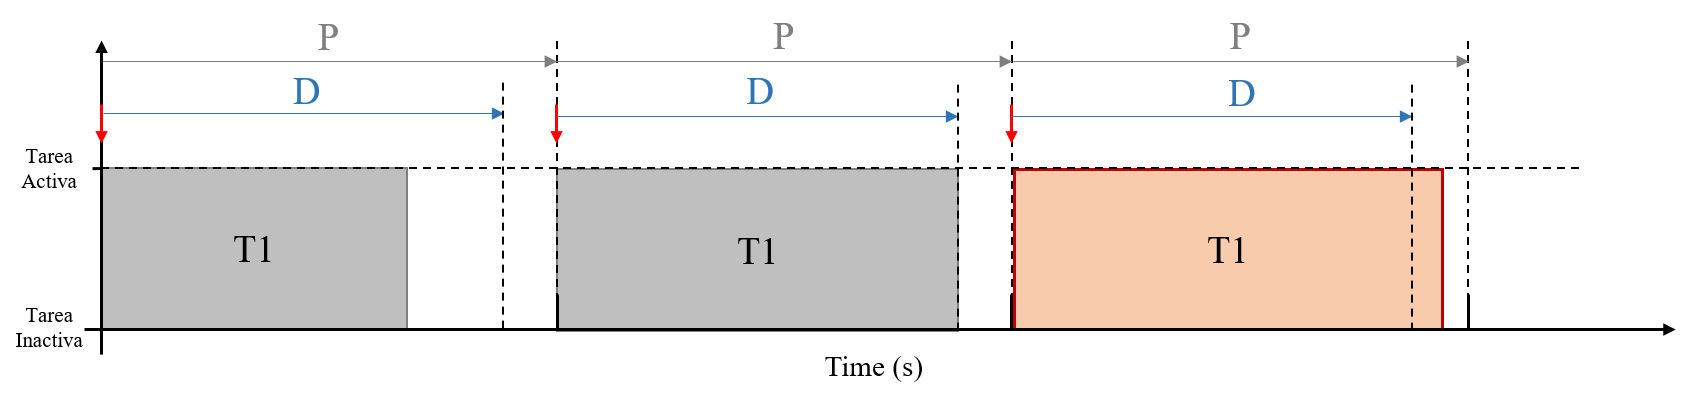 P
P
P
D
D
D
Tarea
Activa
T1
T1
T1
Tarea
Inactiva
Time (s)